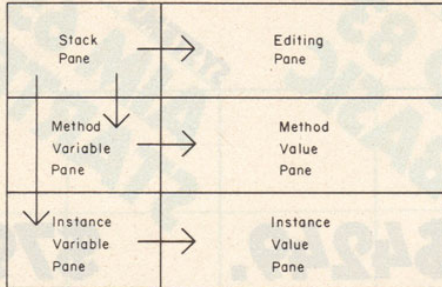 Stack
Pane
Editing
Pane
Method
Variable
Pane
Method
Value
Pane
Instance
Variable
Pane
Instance
Value
Pane